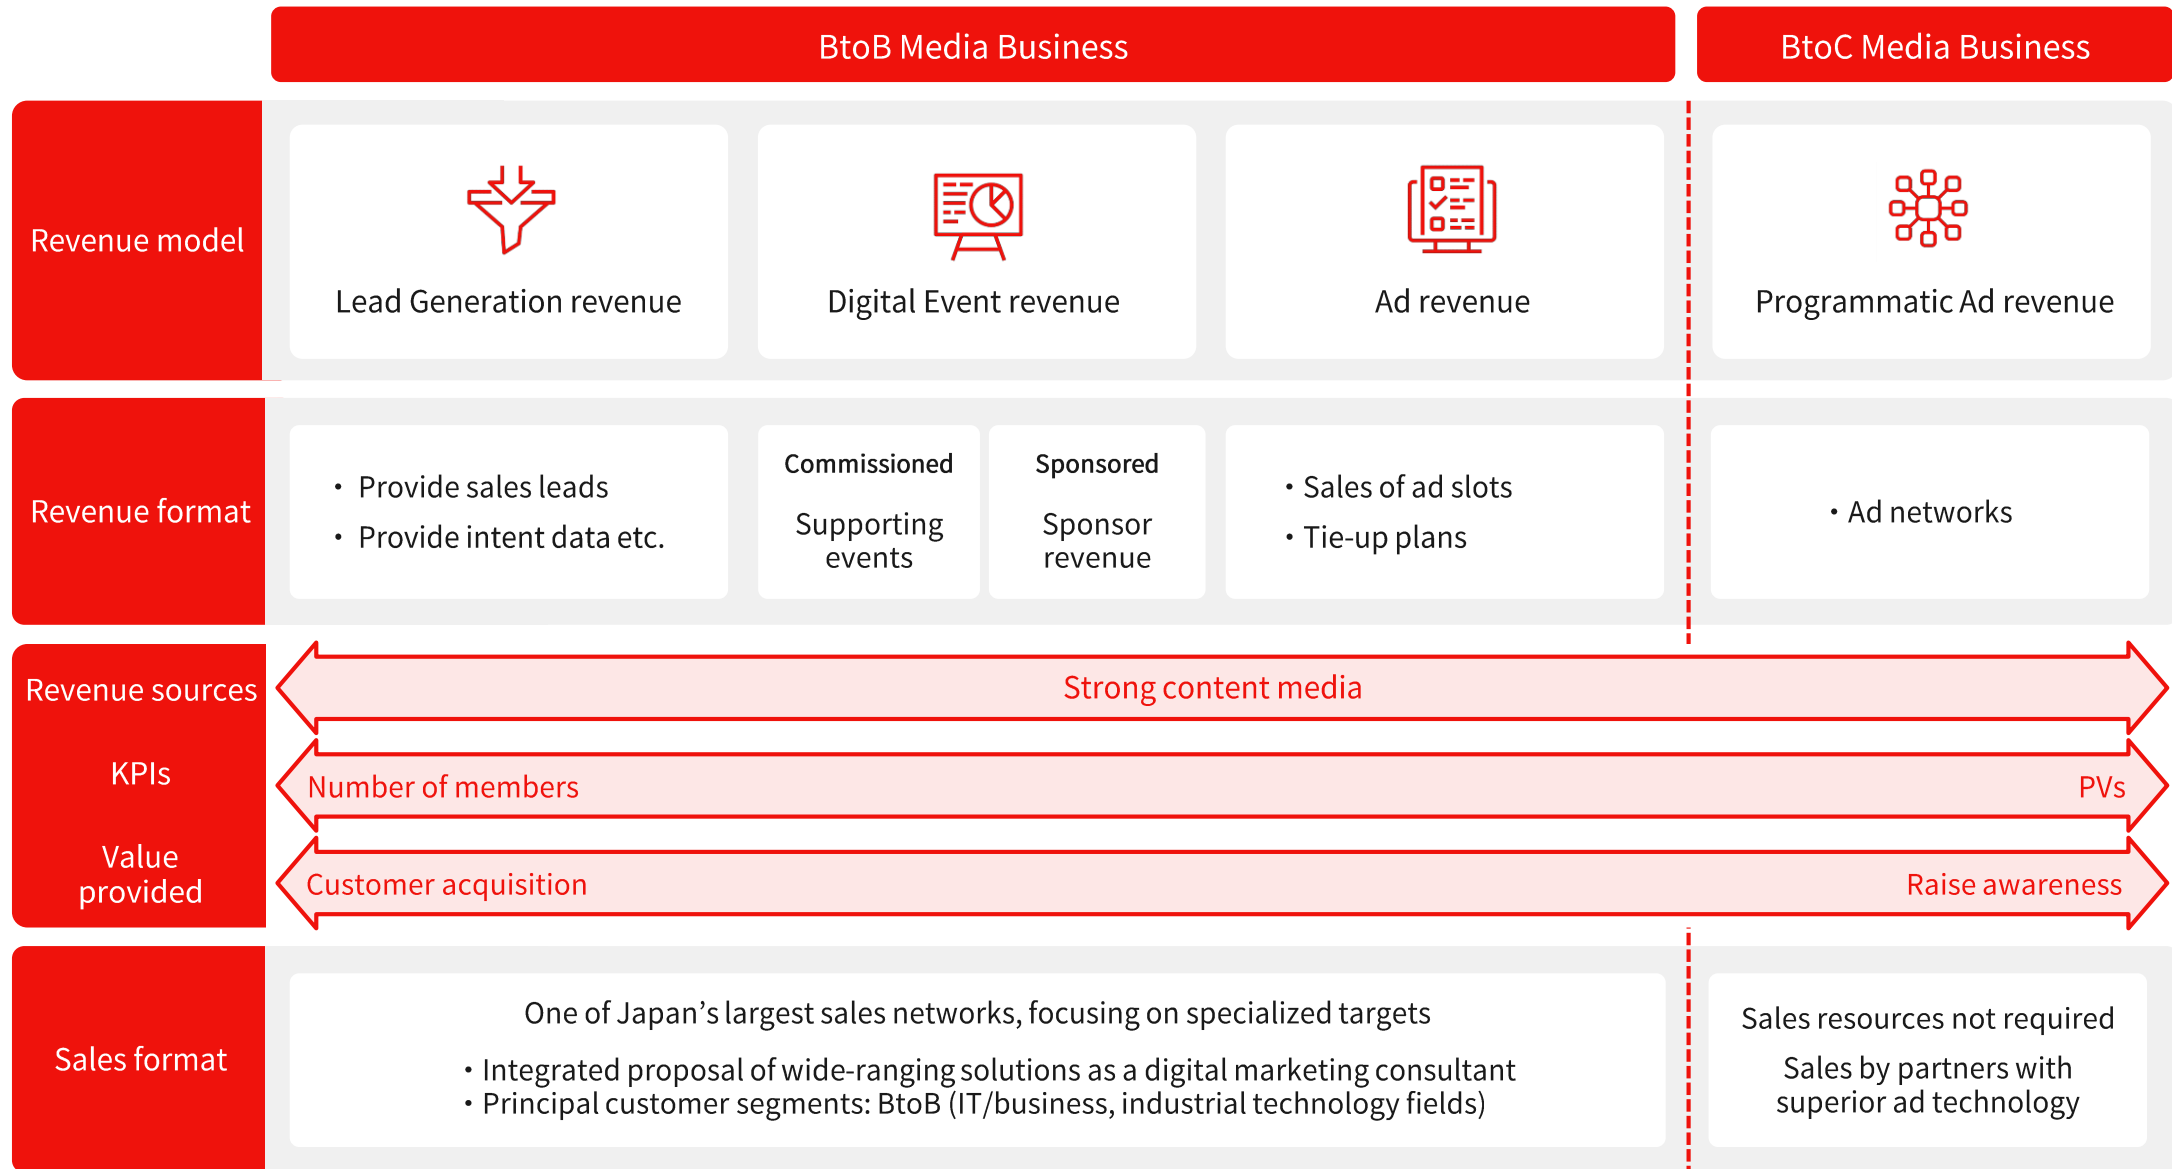 BtoB Media Business
BtoC Media Business
Revenue model
Lead Generation revenue
Digital Event revenue
Ad revenue
Programmatic Ad revenue
Revenue format
・ Provide sales leads
・ Provide intent data etc.
Commissioned
Supporting
events
Sponsored
Sponsor
revenue
・Sales of ad slots
・Tie-up plans
・Ad networks
Revenue sources
Strong content media
KPIs
Number of members
PVs
Value
provided
Customer acquisition
Raise awareness
Sales format
One of Japan’s largest sales networks, focusing on specialized targets
・Integrated proposal of wide-ranging solutions as a digital marketing consultant
・Principal customer segments: BtoB (IT/business, industrial technology fields)
Sales resources not required
Sales by partners with
superior ad technology